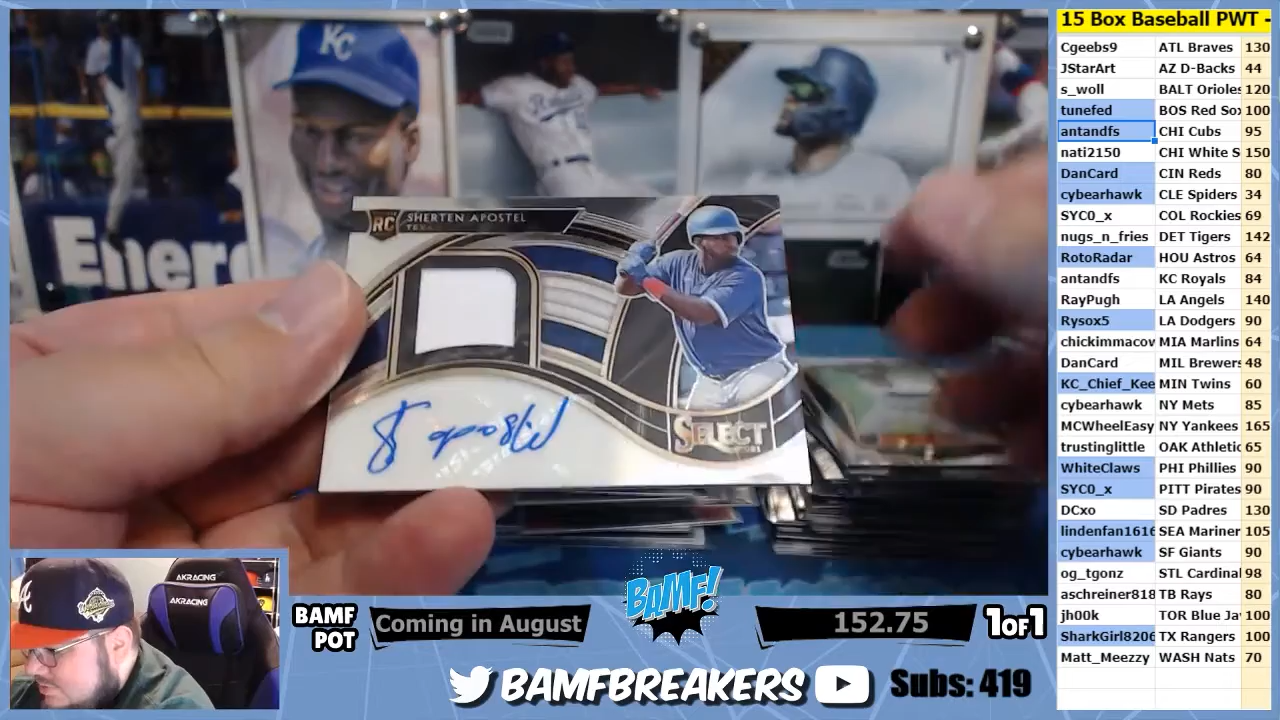 Ener
KC
Royals
RC SHERTEN APOSTEL
SELECT
AKRACING
AKRACING
A
BAMF POT
Coming in August
BAMF!
152.75
1OF1
BAMFBREAKERS
Subs: 419
15 Box Baseball PWT -
Cgeebs9 ATL Braves 130
JStarArt AZ D-Backs 44
s_woll BALT Orioles 120
tunefed BOS Red Sox 100
antandfs CHI Cubs 95
nati2150 CHI White S 150
DanCard CIN Reds 80
cybearhawk CLE Spiders 34
SYC0_x COL Rockies 69
nugs_n_fries DET Tigers 142
RotoRadar HOU Astros 64
antandfs KC Royals 84
RayPugh LA Angels 140
Rysox5 LA Dodgers 90
chickimmacov MIA Marlins 64
DanCard MIL Brewers 48
KC_Chief_Kee MIN Twins 60
cybearhawk NY Mets 85
MCWheelEasy NY Yankees 165
trustinglittle OAK Athletic 65
WhiteClaws PHI Phillies 90
SYC0_x PITT Pirates 90
DCxo SD Padres 130
lindenfan1616 SEA Mariner 105
cybearhawk SF Giants 90
og_tgonz STL Cardinal 98
aschreiner818 TB Rays 80
jh00k TOR Blue Ja 100
SharkGirl8206 TX Rangers 100
Matt_Meezzy WASH Nats 70